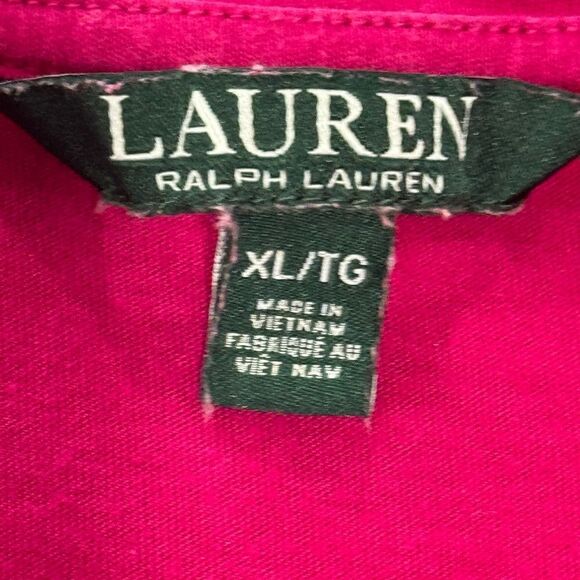 LAUREN
RALPH LAUREN
XL/TG
MADE IN
VIETNAM
FABRIQUÉ AU
VIÊT NAM